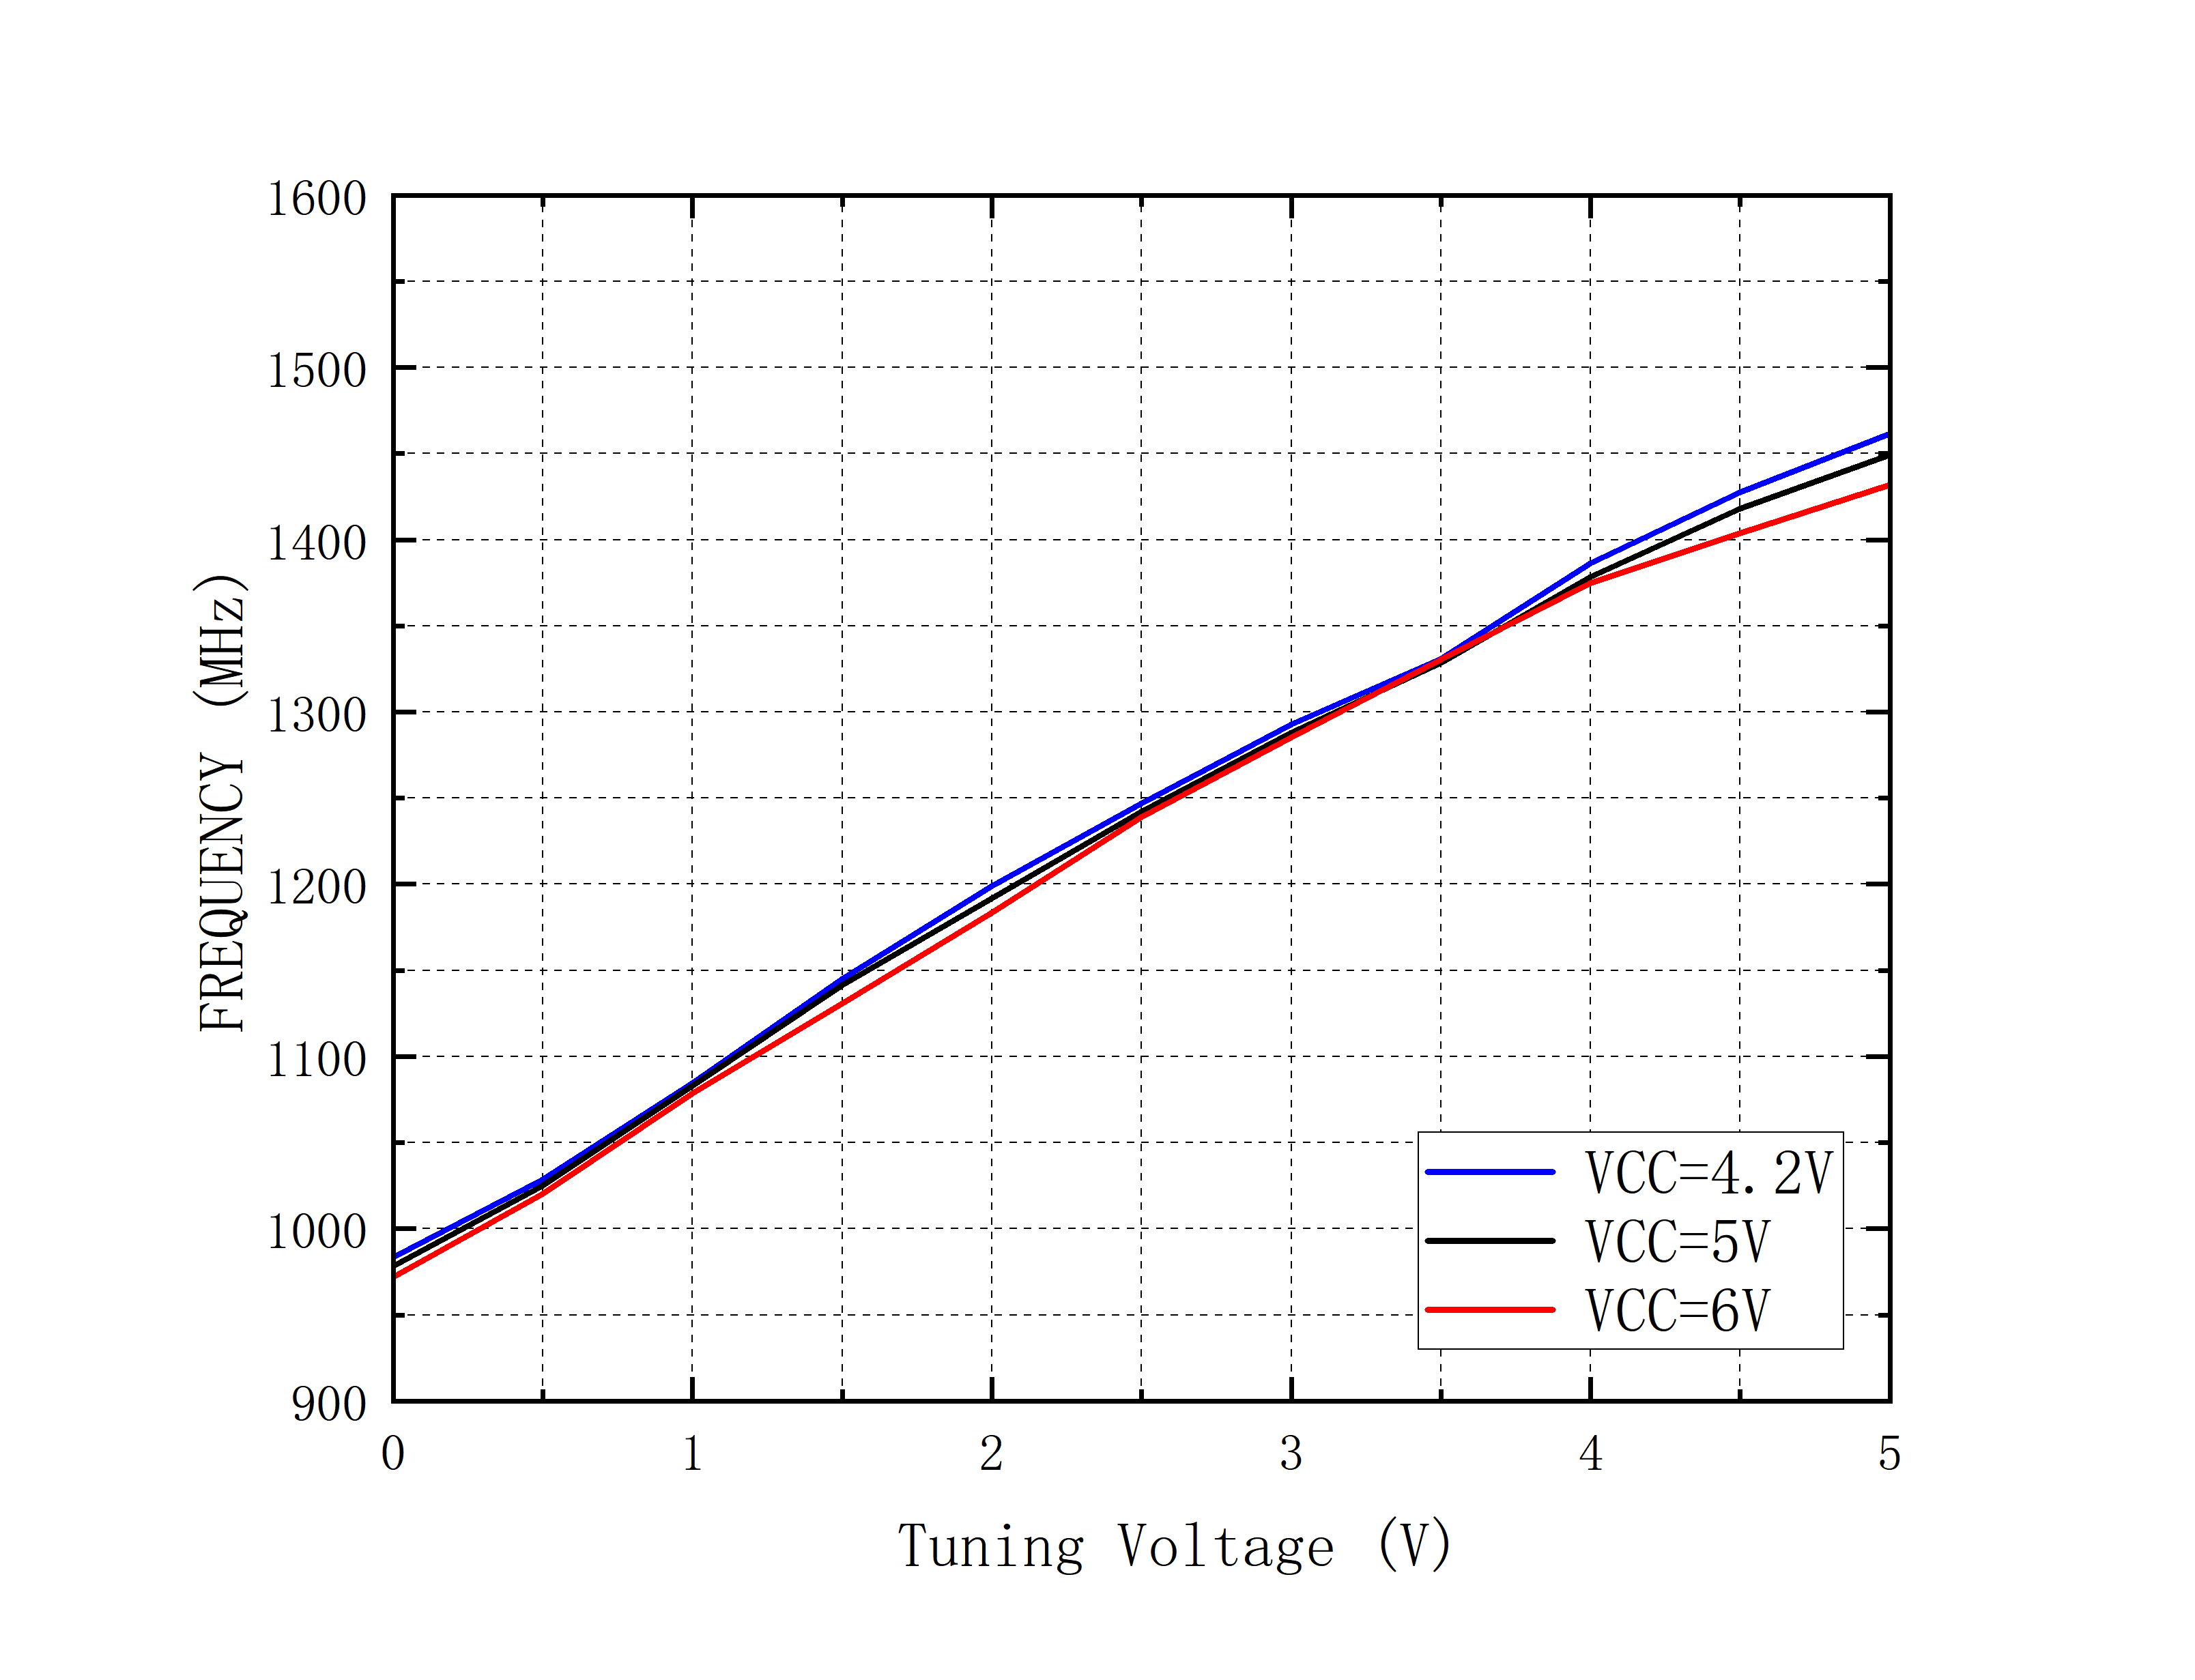 1600
1500
1400
1300
1200
1100
1000
900
FREQUENCY (MHz)
VCC=4.2V
VCC=5V
VCC=6V
0 1 2 3 4 5
Tuning Voltage (V)